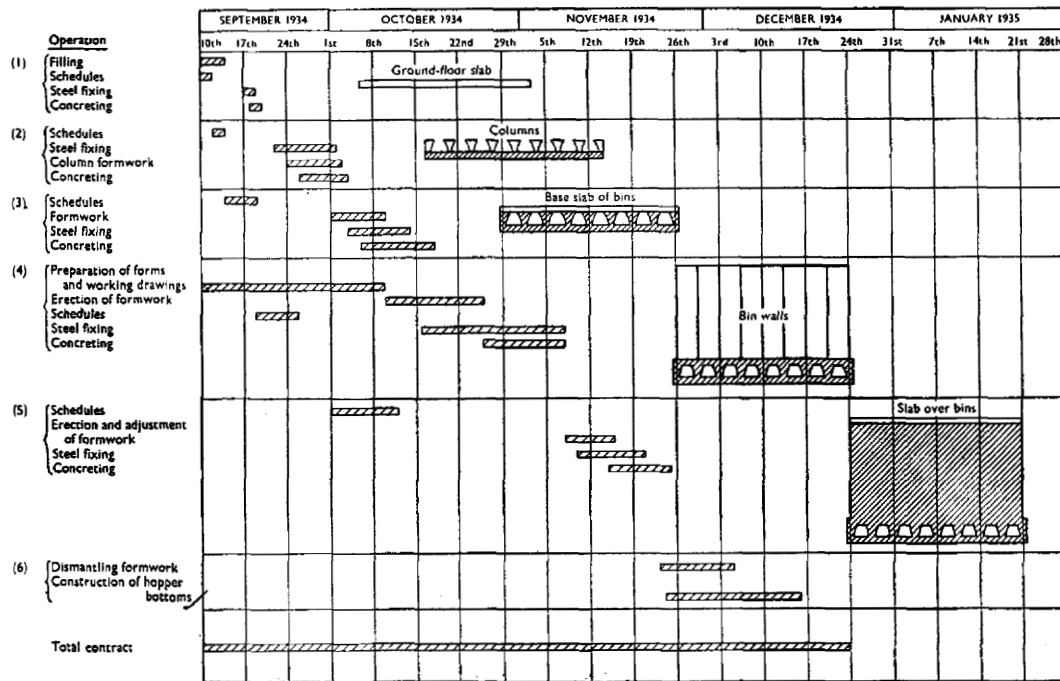 SEPTEMBER 1934 OCTOBER 1934 NOVEMBER 1934 DECEMBER 1934 JANUARY 1935
Operation 10th 17th 24th 1st 8th 15th 22nd 29th 5th 12th 19th 26th 3rd 10th 17th 24th 31st 7th 14th 21st 28th
(1) Filling
Schedules Ground-floor slab
Steel fixing
Concreting
(2) Schedules Columns
Steel fixing
Column formwork
Concreting
(3) Schedules Base slab of bins
Formwork
Steel fixing
Concreting
(4) Preparation of forms
and working drawings
Erection of formwork
Schedules Bin walls
Steel fixing
Concreting
(5) Schedules Slab over bins
Erection and adjustment
of formwork
Steel fixing
Concreting
(6) Dismantling formwork
Construction of hopper
bottoms
Total contract